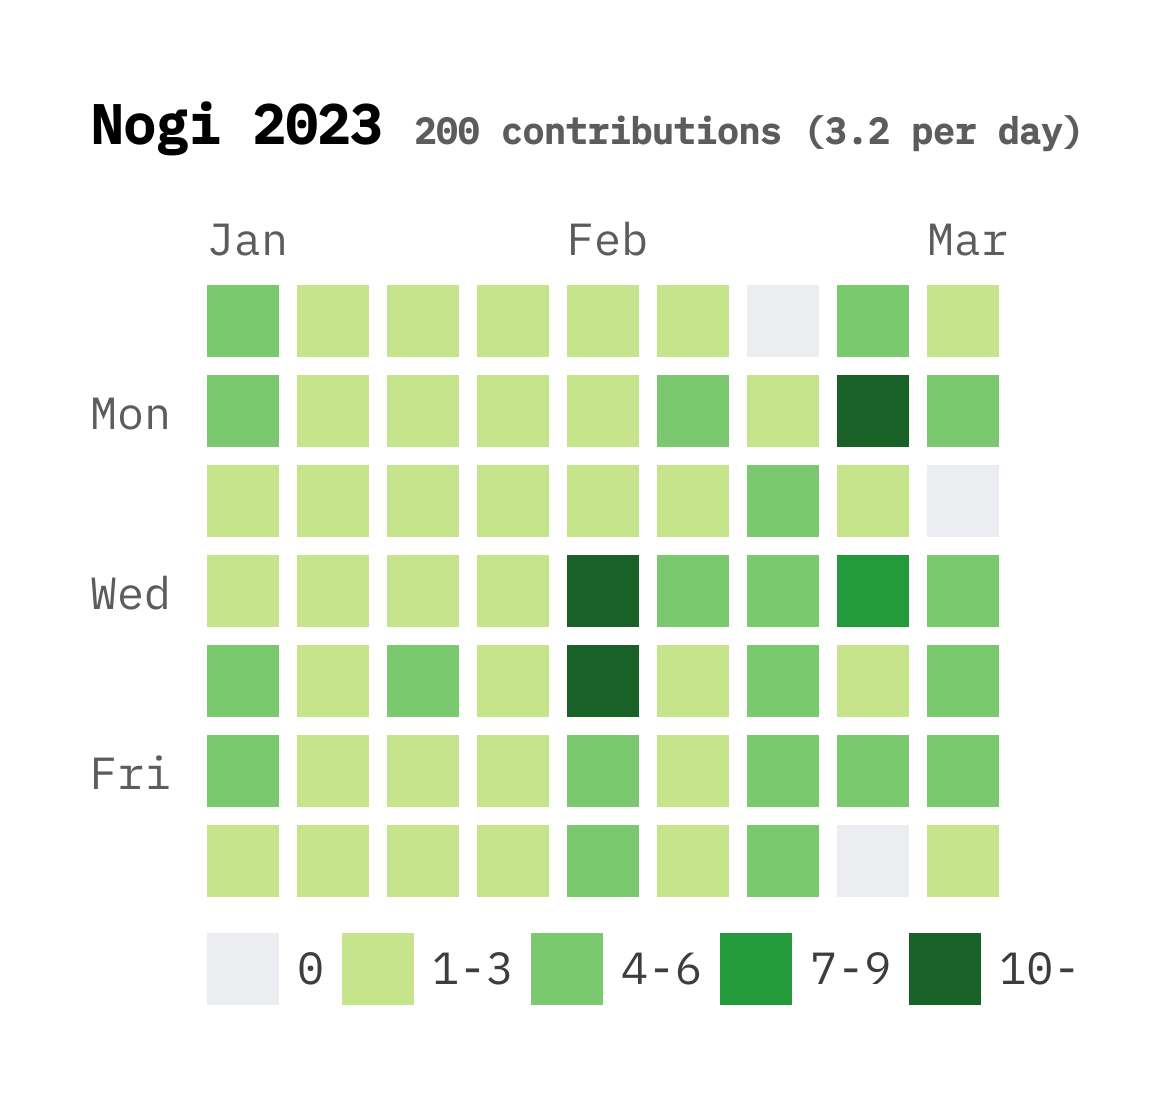 Nogi 2023 200 contributions (3.2 per day)
Jan Feb Mar
Mon
Wed
Fri
0 1-3 4-6 7-9 10-